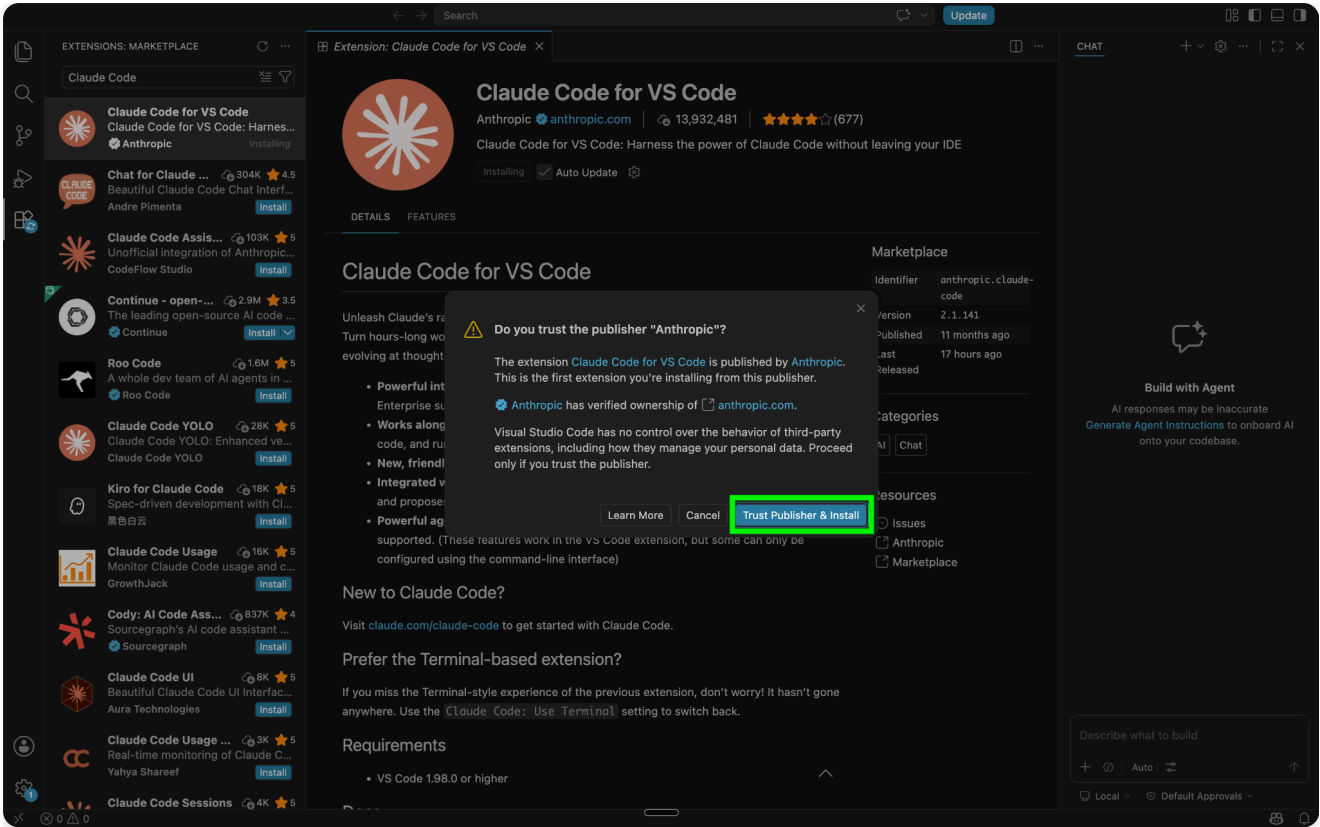 Search
Update
EXTENSIONS: MARKETPLACE
Claude Code
Claude Code for VS Code
Claude Code for VS Code: Harnes...
Anthropic
Installing
Chat for Claude ... 304K 4.5
Beautiful Claude Code Chat Interf...
Andre Pimenta
Install
CLAUDE
CODE
Claude Code Assis... 103K 5
Unofficial integration of Anthropic...
CodeFlow Studio
Install
Continue - open-... 2.9M 3.5
The leading open-source AI code ...
Continue
Install
Roo Code 1.6M 5
A whole dev team of AI agents in ...
Roo Code
Install
Claude Code YOLO 28K 5
Claude Code YOLO: Enhanced ve...
Claude Code YOLO
Install
Kiro for Claude Code 18K 5
Spec-driven development with Cl...
黑色白云
Install
Claude Code Usage 16K 5
Monitor Claude Code usage and c...
GrowthJack
Install
Cody: AI Code Ass... 837K 4
Sourcegraph's AI code assistant ...
Sourcegraph
Install
Claude Code UI 8K 5
Beautiful Claude Code UI Interfac...
Aura Technologies
Install
Claude Code Usage ... 3K 5
Real-time monitoring of Claude C...
Yahya Shareef
Install
CC
Claude Code Sessions 4K 5
1
0 0
Extension: Claude Code for VS Code
Claude Code for VS Code
Anthropic anthropic.com 13,932,481 (677)
Claude Code for VS Code: Harness the power of Claude Code without leaving your IDE
Installing Auto Update
DETAILS FEATURES
Claude Code for VS Code
Unleash Claude's ra
Turn hours-long wo
evolving at thought
• Powerful int
Enterprise su
• Works along
code, and ru
• New, friendl
• Integrated w
and propose
• Powerful ag
supported. (These features work in the VS Code extension, but some can only be
configured using the command-line interface)
New to Claude Code?
Visit claude.com/claude-code to get started with Claude Code.
Prefer the Terminal-based extension?
If you miss the Terminal-style experience of the previous extension, don't worry! It hasn't gone
anywhere. Use the Claude Code: Use Terminal setting to switch back.
Requirements
• VS Code 1.98.0 or higher
Do you trust the publisher "Anthropic"?
The extension Claude Code for VS Code is published by Anthropic.
This is the first extension you're installing from this publisher.
Anthropic has verified ownership of anthropic.com.
Visual Studio Code has no control over the behavior of third-party
extensions, including how they manage your personal data. Proceed
only if you trust the publisher.
Learn More Cancel Trust Publisher & Install
Marketplace
Identifier anthropic.claude-
code
Version 2.1.141
Published 11 months ago
Last 17 hours ago
Released
Categories
AI Chat
Resources
Issues
Anthropic
Marketplace
CHAT
Build with Agent
AI responses may be inaccurate
Generate Agent Instructions to onboard AI
onto your codebase.
Describe what to build
Auto
Local Default Approvals